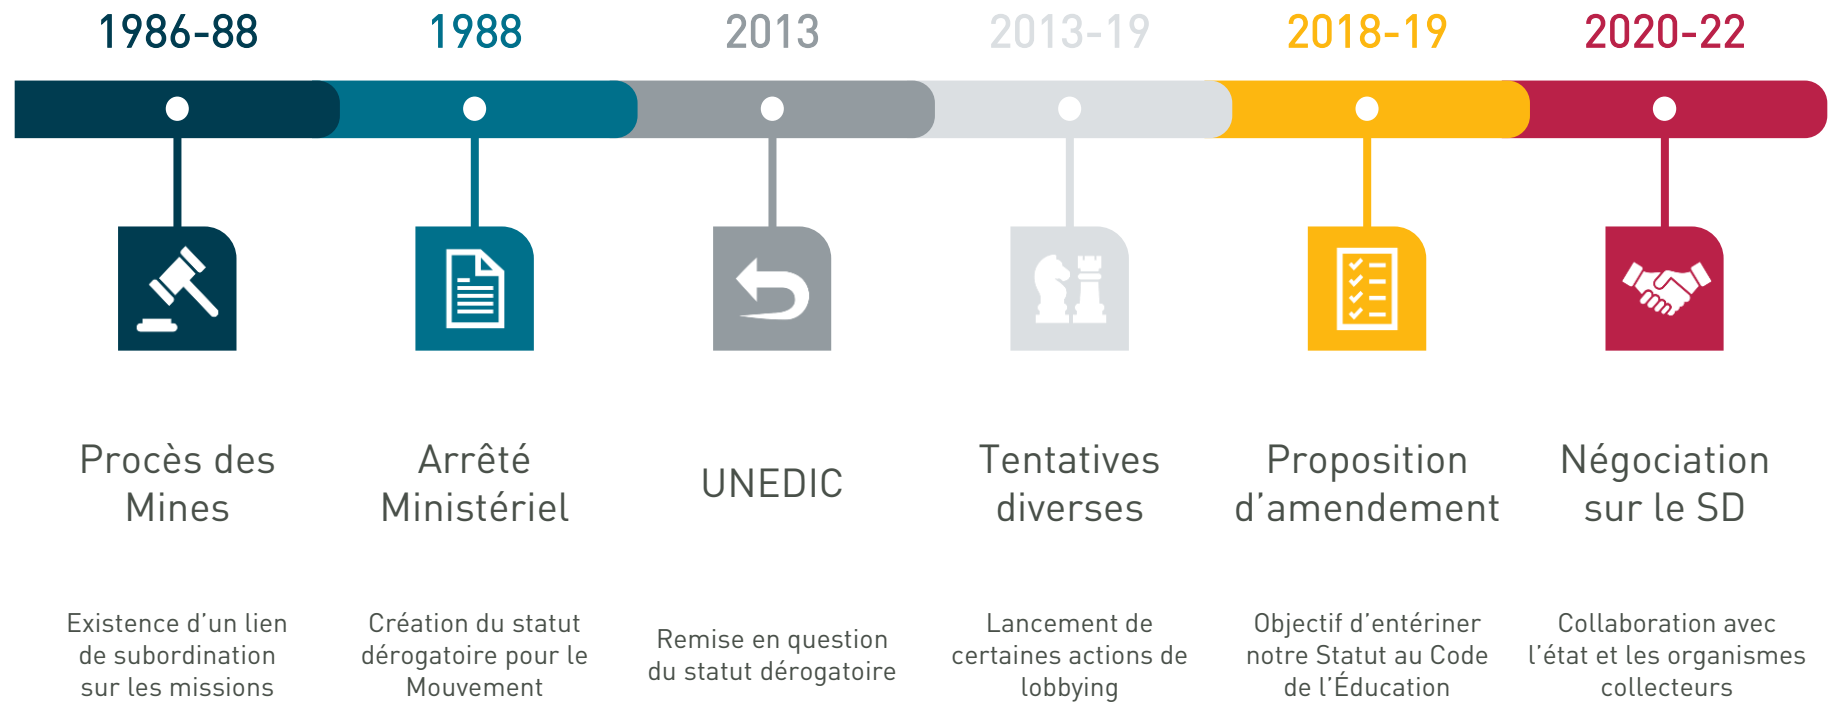 1986-88
1988
2013
2013-19
2018-19
2020-22
Procès des
Mines
Arrêté
Ministériel
UNEDIC
Tentatives
diverses
Proposition
d'amendement
Négociation
sur le SD
Existence d'un lien
de subordination
sur les missions
Création du statut
dérogatoire pour le
Mouvement
Remise en question
du statut dérogatoire
Lancement de
certaines actions de
lobbying
Objectif d'entériner
notre Statut au Code
de l'Éducation
Collaboration avec
l'état et les organismes
collecteurs